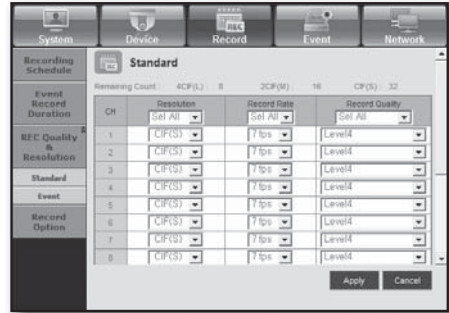 System Device Record Event Network
REC
Recording
Schedule
Event
Record
Duration
REC Quality
&
Resolution
Standard
Event
Record
Option
Standard
Remaining Count : 4CIF(L) : 8 2CIF(M) : 16 CIF(S) : 32
CH Resolution Record Rate Record Quality
Sel All Sel All Sel All
1 CIF(S) 7 fps Level4
2 CIF(S) 7 fps Level4
3 CIF(S) 7 fps Level4
4 CIF(S) 7 fps Level4
5 CIF(S) 7 fps Level4
6 CIF(S) 7 fps Level4
7 CIF(S) 7 fps Level4
8 CIF(S) 7 fps Level4
Apply Cancel